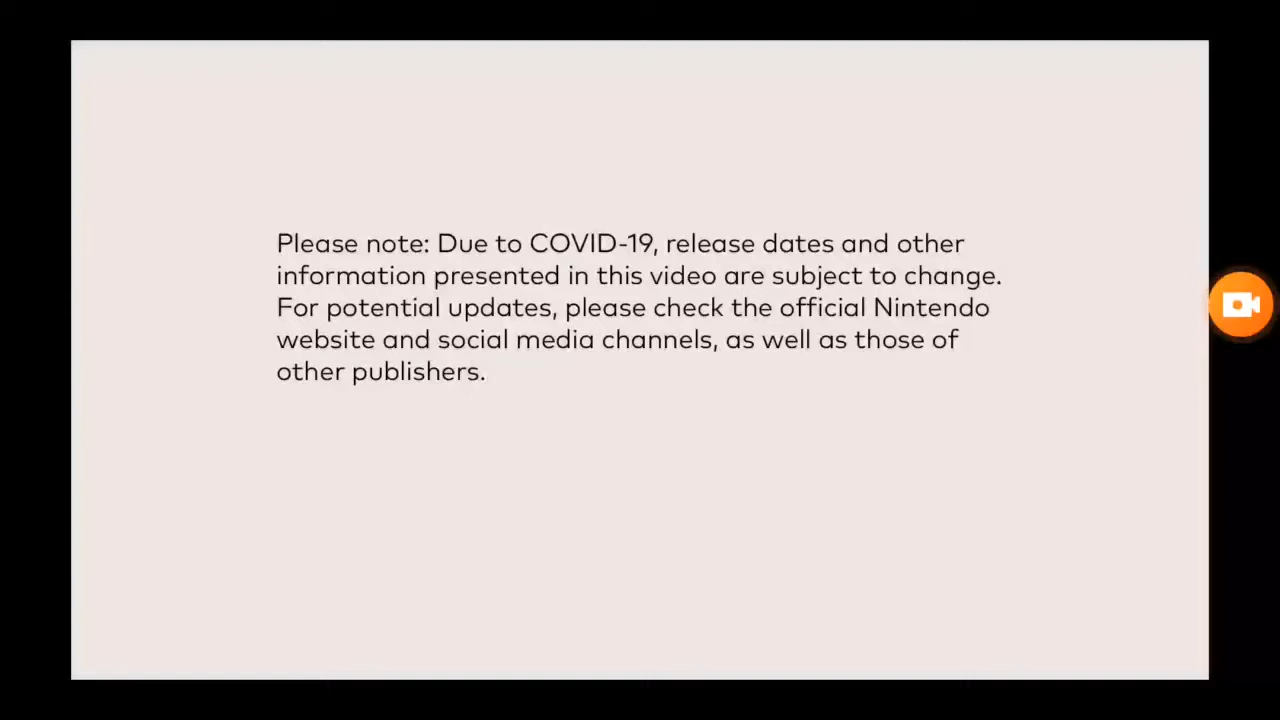 Please note: Due to COVID-19, release dates and other
information presented in this video are subject to change.
For potential updates, please check the official Nintendo
website and social media channels, as well as those of
other publishers.